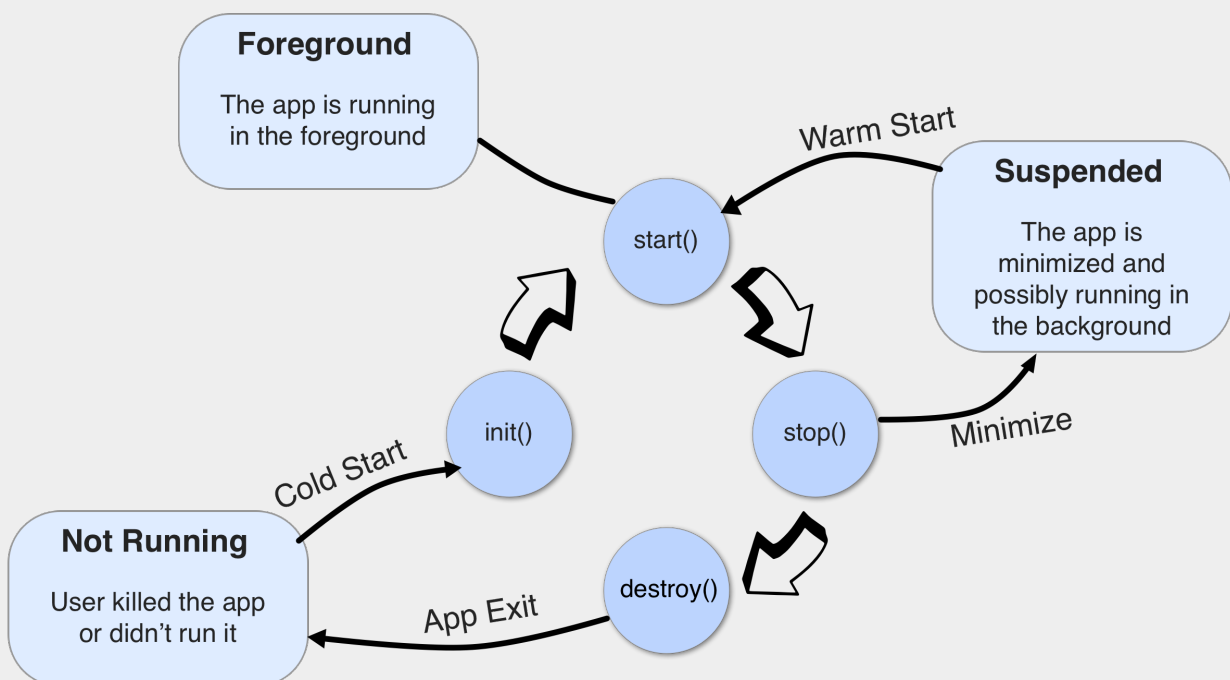 Foreground
The app is running
in the foreground
Warm Start
Suspended
The app is
minimized and
possibly running in
the background
start()
init()
stop()
Minimize
Cold Start
Not Running
User killed the app
or didn’t run it
App Exit
destroy()